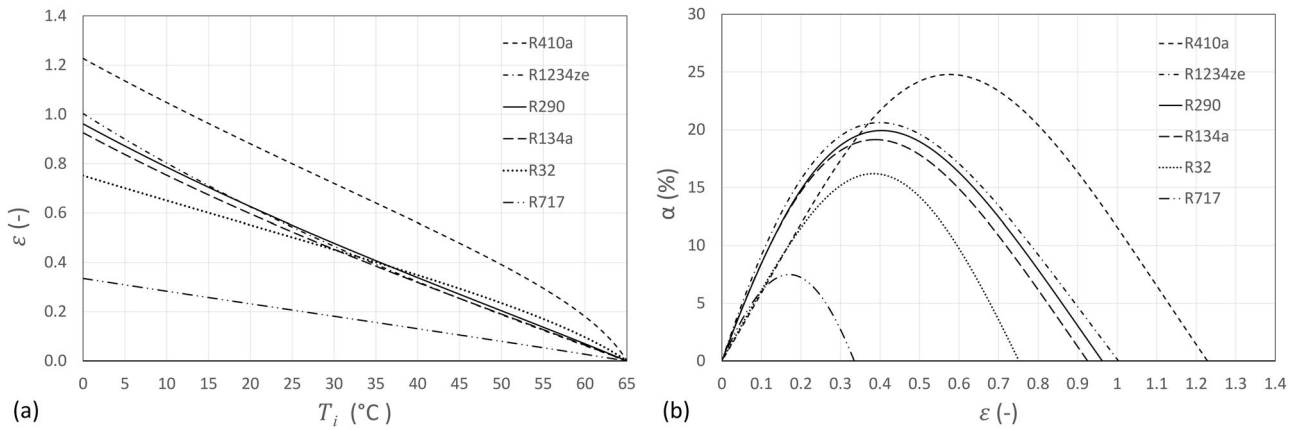 1.4
1.2
1.0
0.8
0.6
0.4
0.2
0.0
ε (-)
R410a
R1234ze
R290
R134a
R32
R717
0 5 10 15 20 25 30 35 40 45 50 55 60 65
(a) T_i (°C)
30
25
20
15
10
5
0
α (%)
R410a
R1234ze
R290
R134a
R32
R717
0 0.1 0.2 0.3 0.4 0.5 0.6 0.7 0.8 0.9 1 1.1 1.2 1.3 1.4
(b) ε (-)